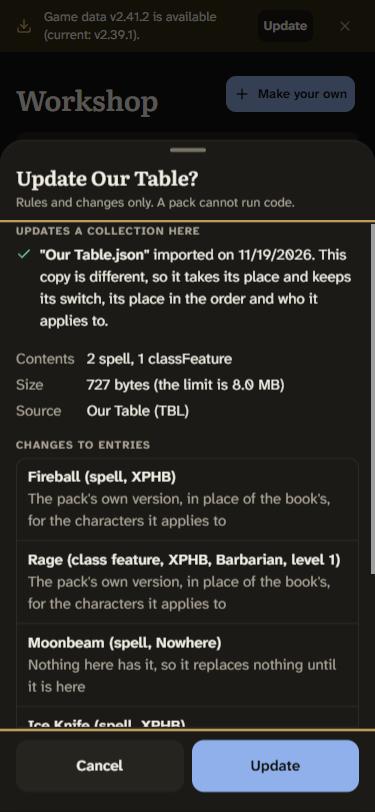 Game data v2.41.2 is available
(current: v2.39.1).
Update
Workshop
Make your own
Update Our Table?
Rules and changes only. A pack cannot run code.
UPDATES A COLLECTION HERE
"Our Table.json" imported on 11/19/2026. This
copy is different, so it takes its place and keeps
its switch, its place in the order and who it
applies to.
Contents 2 spell, 1 classFeature
Size 727 bytes (the limit is 8.0 MB)
Source Our Table (TBL)
CHANGES TO ENTRIES
Fireball (spell, XPHB)
The pack's own version, in place of the book's,
for the characters it applies to
Rage (class feature, XPHB, Barbarian, level 1)
The pack's own version, in place of the book's,
for the characters it applies to
Moonbeam (spell, Nowhere)
Nothing here has it, so it replaces nothing until
it is here
Ice Knife (spell, XPHB)
Cancel
Update